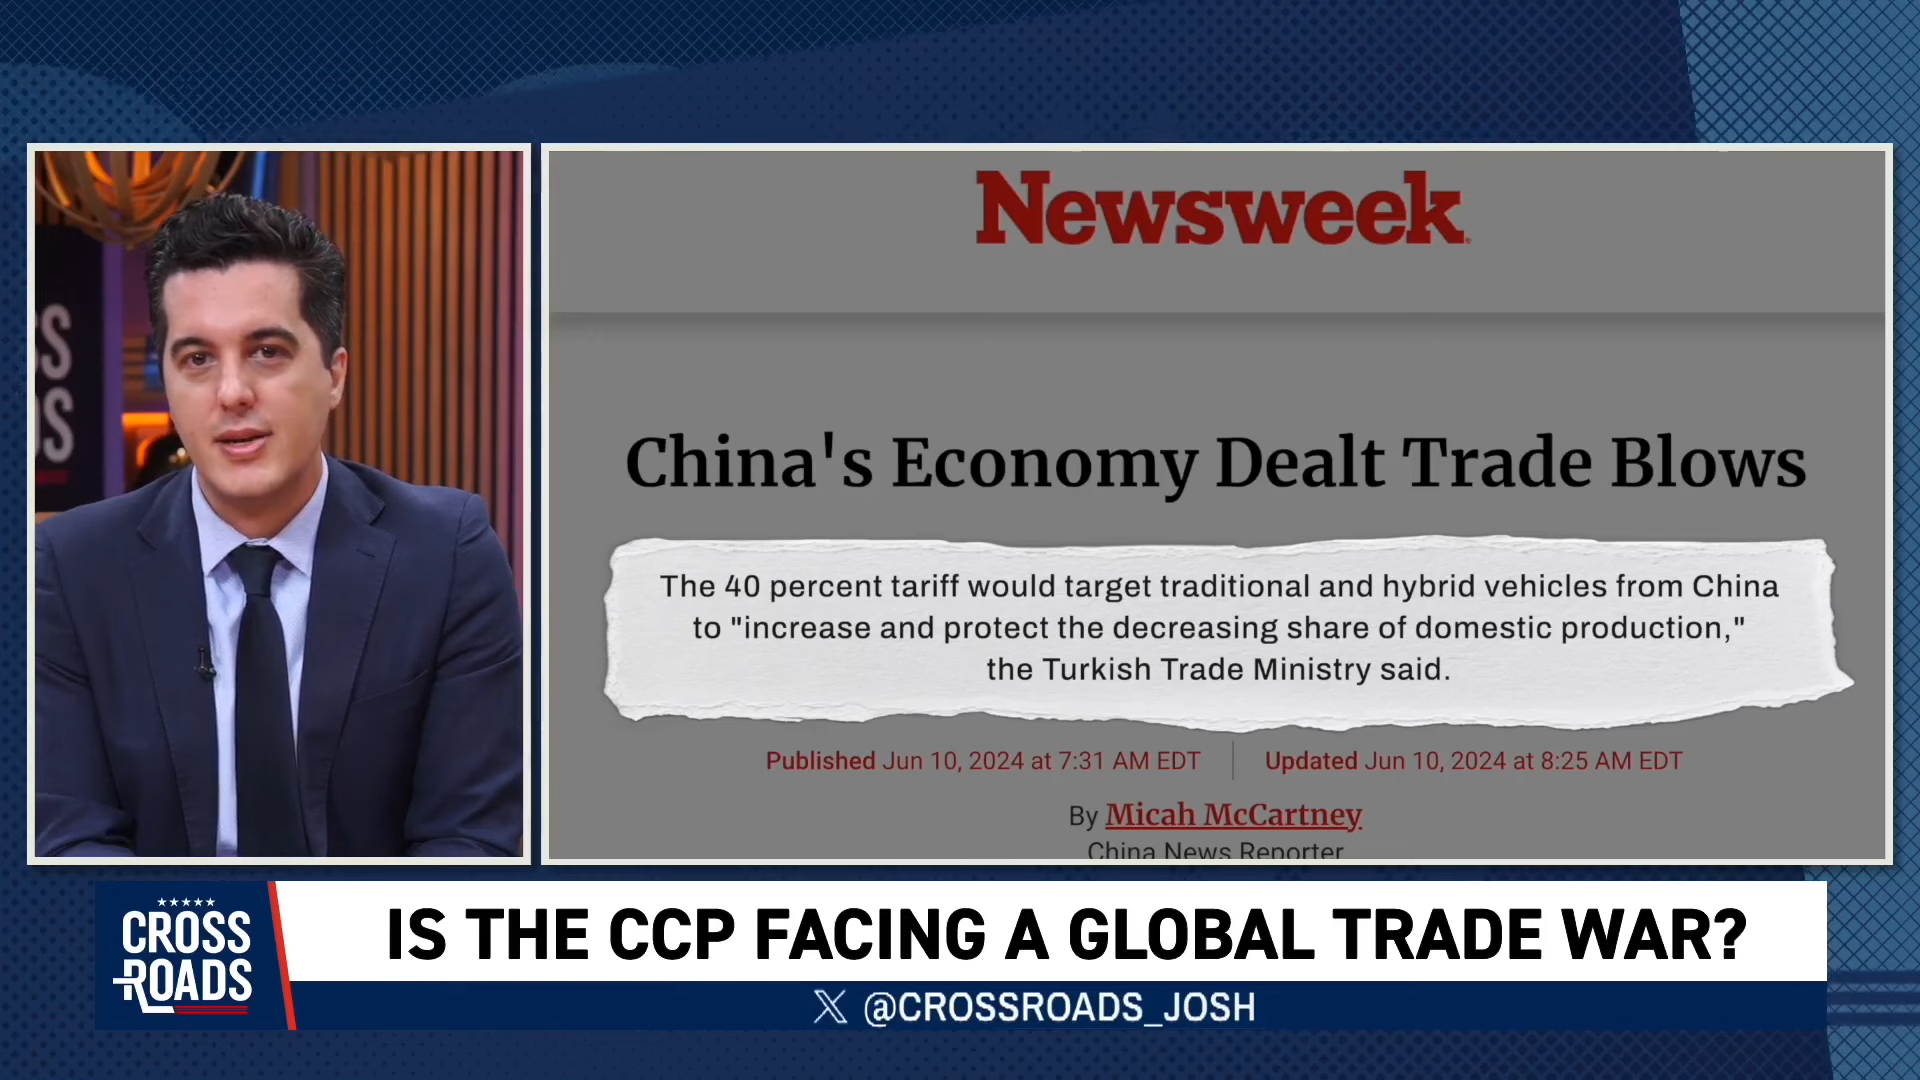 SS
DS
Newsweek
China's Economy Dealt Trade Blows
The 40 percent tariff would target traditional and hybrid vehicles from China
to "increase and protect the decreasing share of domestic production,"
the Turkish Trade Ministry said.
Published Jun 10, 2024 at 7:31 AM EDT | Updated Jun 10, 2024 at 8:25 AM EDT
By Micah McCartney
China News Reporter
CROSS
ROADS
IS THE CCP FACING A GLOBAL TRADE WAR?
X @CROSSROADS_JOSH